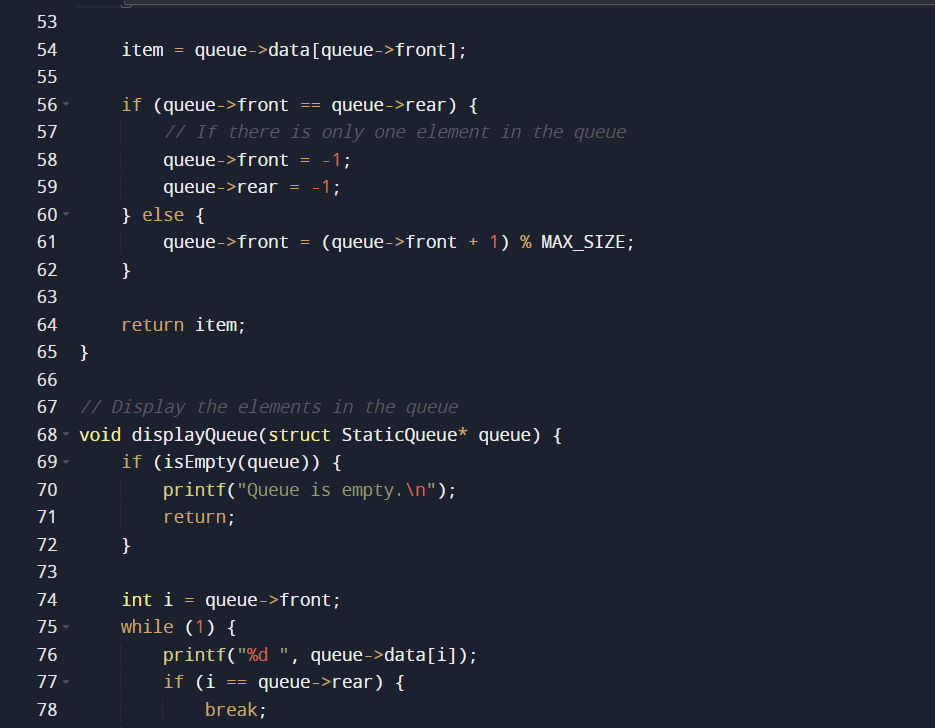 53
54 item = queue->data[queue->front];
55
56 if (queue->front == queue->rear) {
57 // If there is only one element in the queue
58 queue->front = -1;
59 queue->rear = -1;
60 } else {
61 queue->front = (queue->front + 1) % MAX_SIZE;
62 }
63
64 return item;
65 }
66
67 // Display the elements in the queue
68 void displayQueue(struct StaticQueue* queue) {
69 if (isEmpty(queue)) {
70 printf("Queue is empty.\n");
71 return;
72 }
73
74 int i = queue->front;
75 while (1) {
76 printf("%d ", queue->data[i]);
77 if (i == queue->rear) {
78 break;